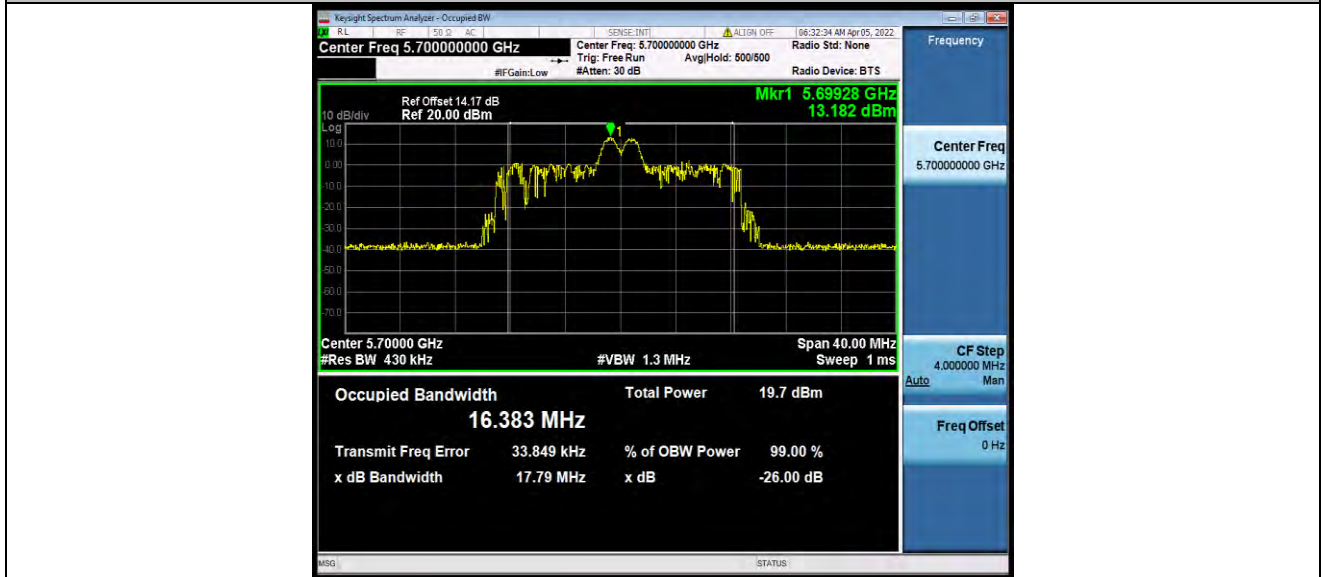 Keysight Spectrum Analyzer - Occupied BW
RL RF 50 Ω AC SENSE:INT ALIGN OFF 06:32:34 AM Apr 05, 2022
Center Freq 5.700000000 GHz
Center Freq: 5.700000000 GHz Radio Std: None
Trig: Free Run Avg|Hold: 500/500
#IFGain:Low #Atten: 30 dB Radio Device: BTS
Frequency
Mkr1 5.69928 GHz
13.182 dBm
Ref Offset 14.17 dB
10 dB/div Ref 20.00 dBm
Log
10.0
0.00
-10.0
-20.0
-30.0
-40.0
-50.0
-60.0
-70.0
1
Center 5.70000 GHz Span 40.00 MHz
#Res BW 430 kHz #VBW 1.3 MHz Sweep 1 ms
Center Freq
5.700000000 GHz
CF Step
4.000000 MHz
Auto Man
Freq Offset
0 Hz
Occupied Bandwidth Total Power 19.7 dBm
16.383 MHz
Transmit Freq Error 33.849 kHz % of OBW Power 99.00 %
x dB Bandwidth 17.79 MHz x dB -26.00 dB
MSG STATUS